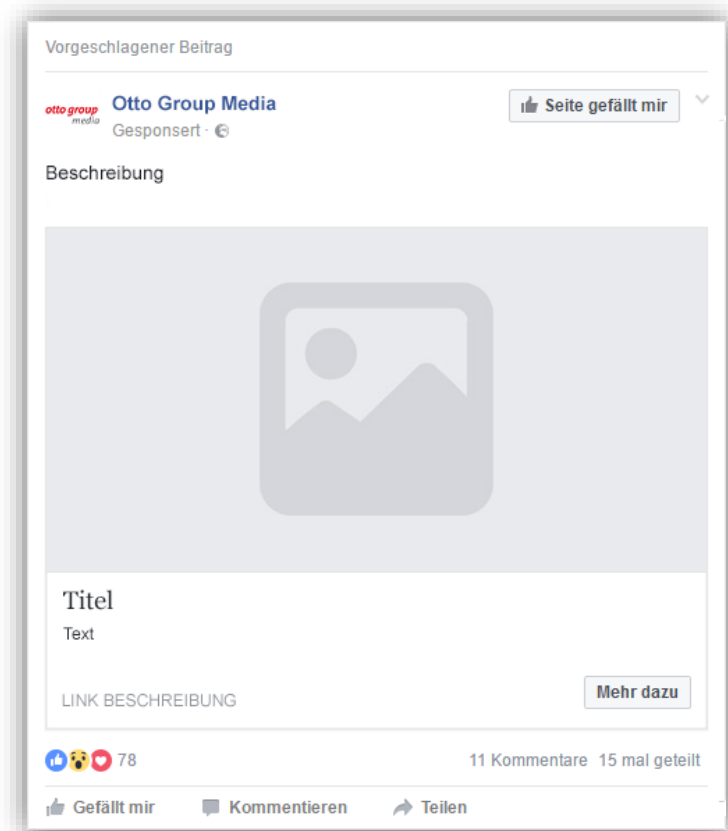 Vorgeschlagener Beitrag
otto group
media
Otto Group Media
Seite gefällt mir
Gesponsert ·
Beschreibung
Titel
Text
LINK BESCHREIBUNG
Mehr dazu
78
11 Kommentare 15 mal geteilt
Gefällt mir Kommentieren Teilen